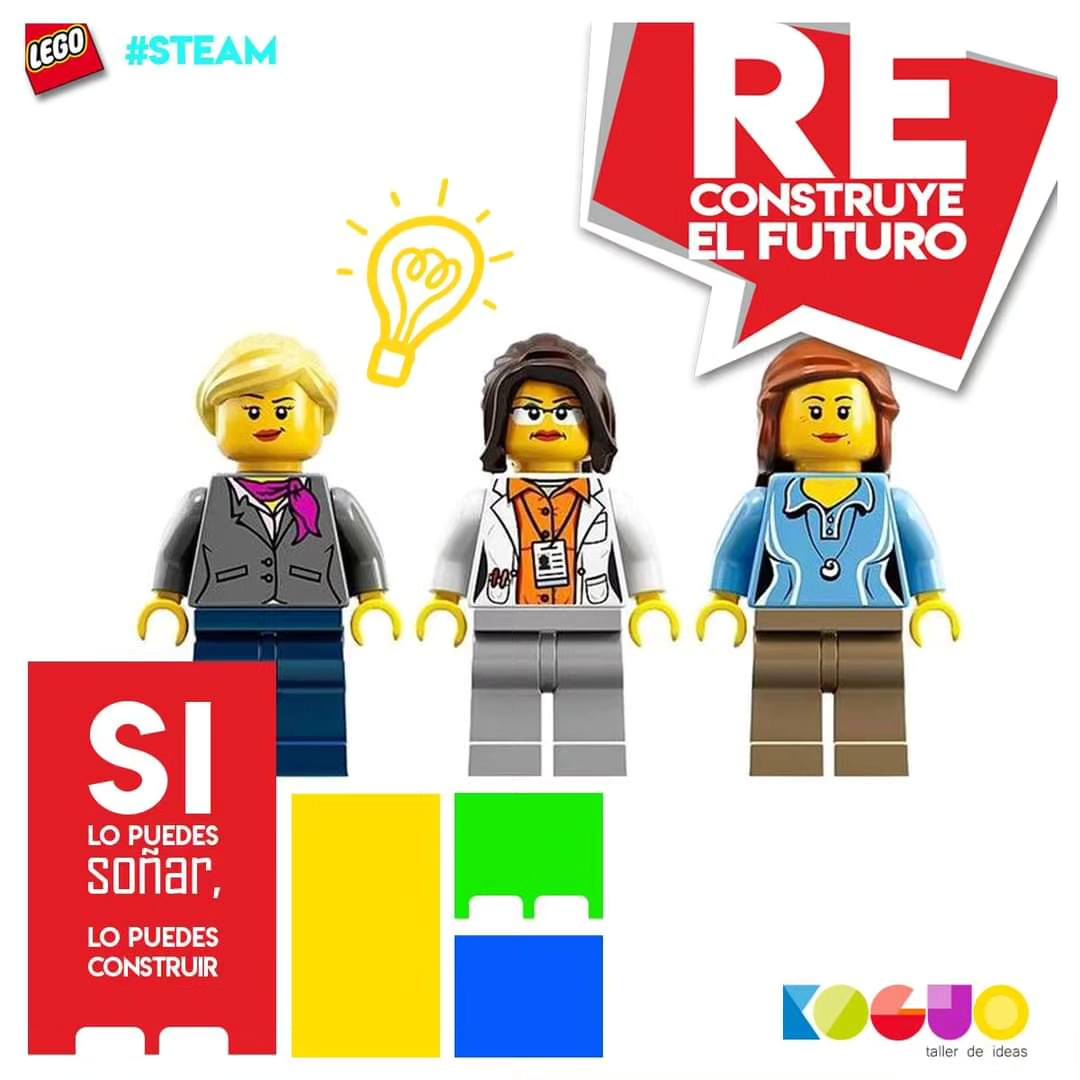 LEGO
#STEAM
RE
CONSTRUYE
EL FUTURO
SI
LO PUEDES
soñar,
LO PUEDES
CONSTRUIR
KOGUO
taller de ideas